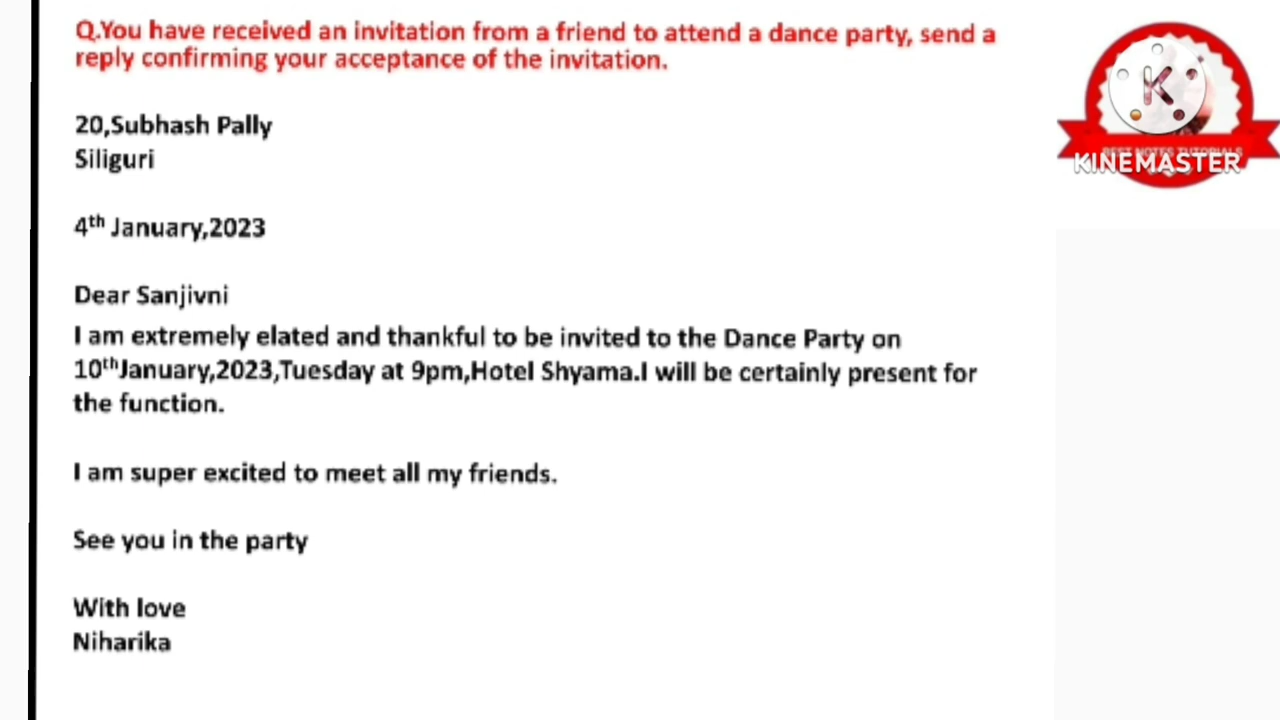 Q.You have received an invitation from a friend to attend a dance party, send a
reply confirming your acceptance of the invitation.
20,Subhash Pally
Siliguri
4th January,2023
Dear Sanjivni
I am extremely elated and thankful to be invited to the Dance Party on
10thJanuary,2023,Tuesday at 9pm,Hotel Shyama.I will be certainly present for
the function.
I am super excited to meet all my friends.
See you in the party
With love
Niharika
K
BEST NOTES TUTORIALS
KINEMASTER